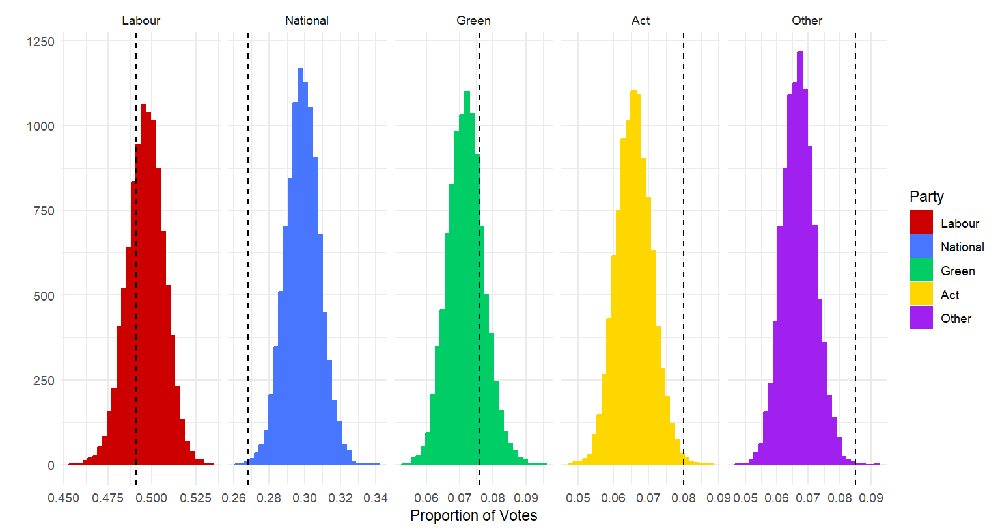 Labour National Green Act Other
1250
1000
750
500
250
0
0.450 0.475 0.500 0.525 0.26 0.28 0.30 0.32 0.34 0.06 0.07 0.08 0.09 0.05 0.06 0.07 0.08 0.09 0.05 0.06 0.07 0.08 0.09
Proportion of Votes
Party
Labour
National
Green
Act
Other